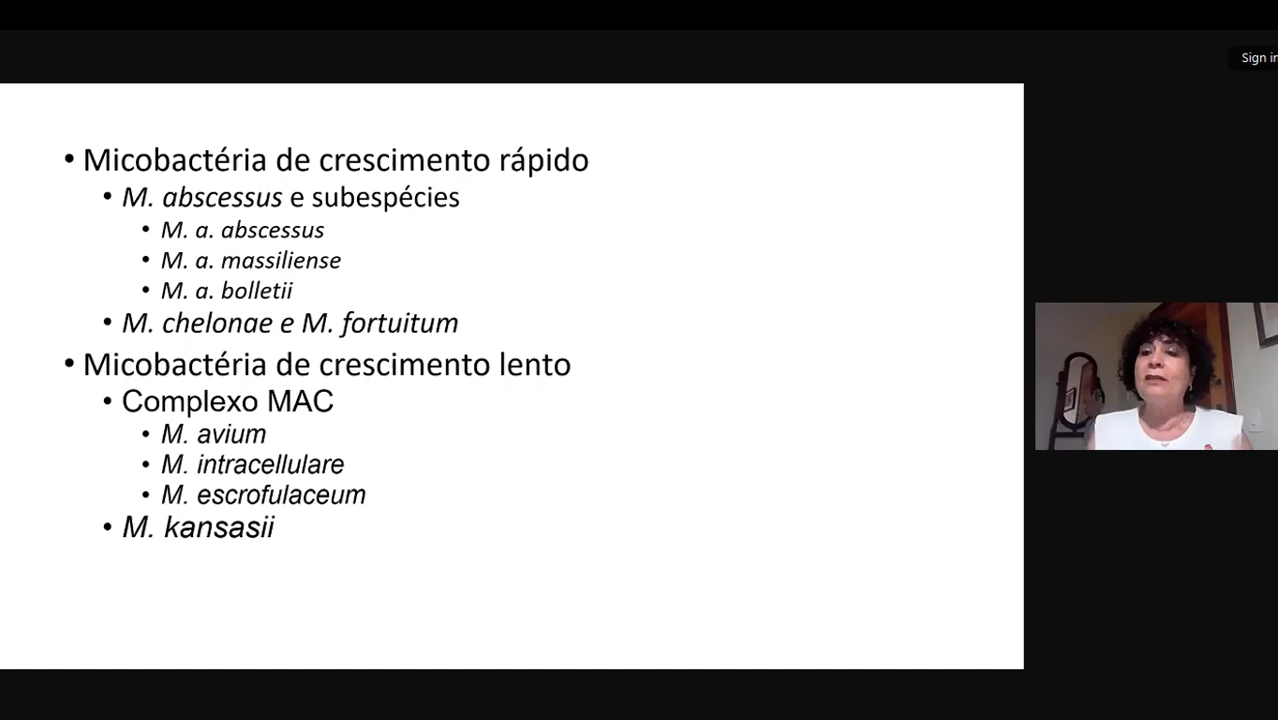 Sign in
• Micobactéria de crescimento rápido
• M. abscessus e subespécies
• M. a. abscessus
• M. a. massiliense
• M. a. bolletii
• M. chelonae e M. fortuitum
• Micobactéria de crescimento lento
• Complexo MAC
• M. avium
• M. intracellulare
• M. escrofulaceum
• M. kansasii